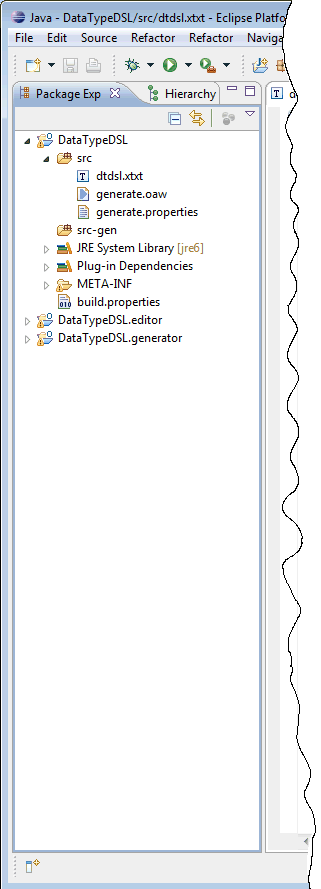 Java - DataTypeDSL/src/dtdsl.xtxt - Eclipse Platfo
File Edit Source Refactor Refactor Naviga
Package Exp Hierarchy
DataTypeDSL
src
dtdsl.xtxt
generate.oaw
generate.properties
src-gen
JRE System Library [jre6]
Plug-in Dependencies
META-INF
build.properties
DataTypeDSL.editor
DataTypeDSL.generator